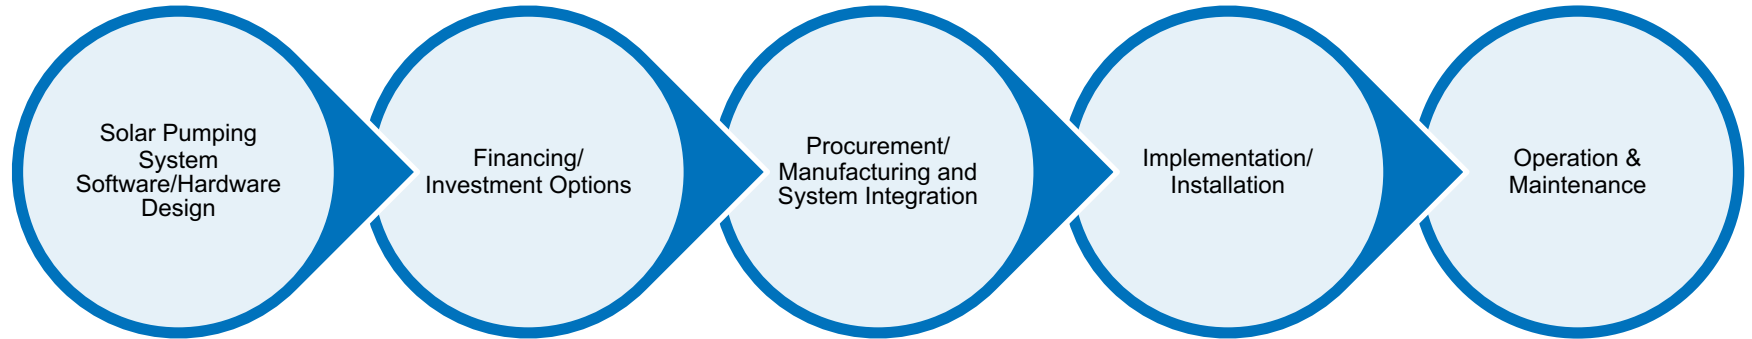 Solar Pumping
System
Software/Hardware
Design
Financing/
Investment Options
Procurement/
Manufacturing and
System Integration
Implementation/
Installation
Operation &
Maintenance